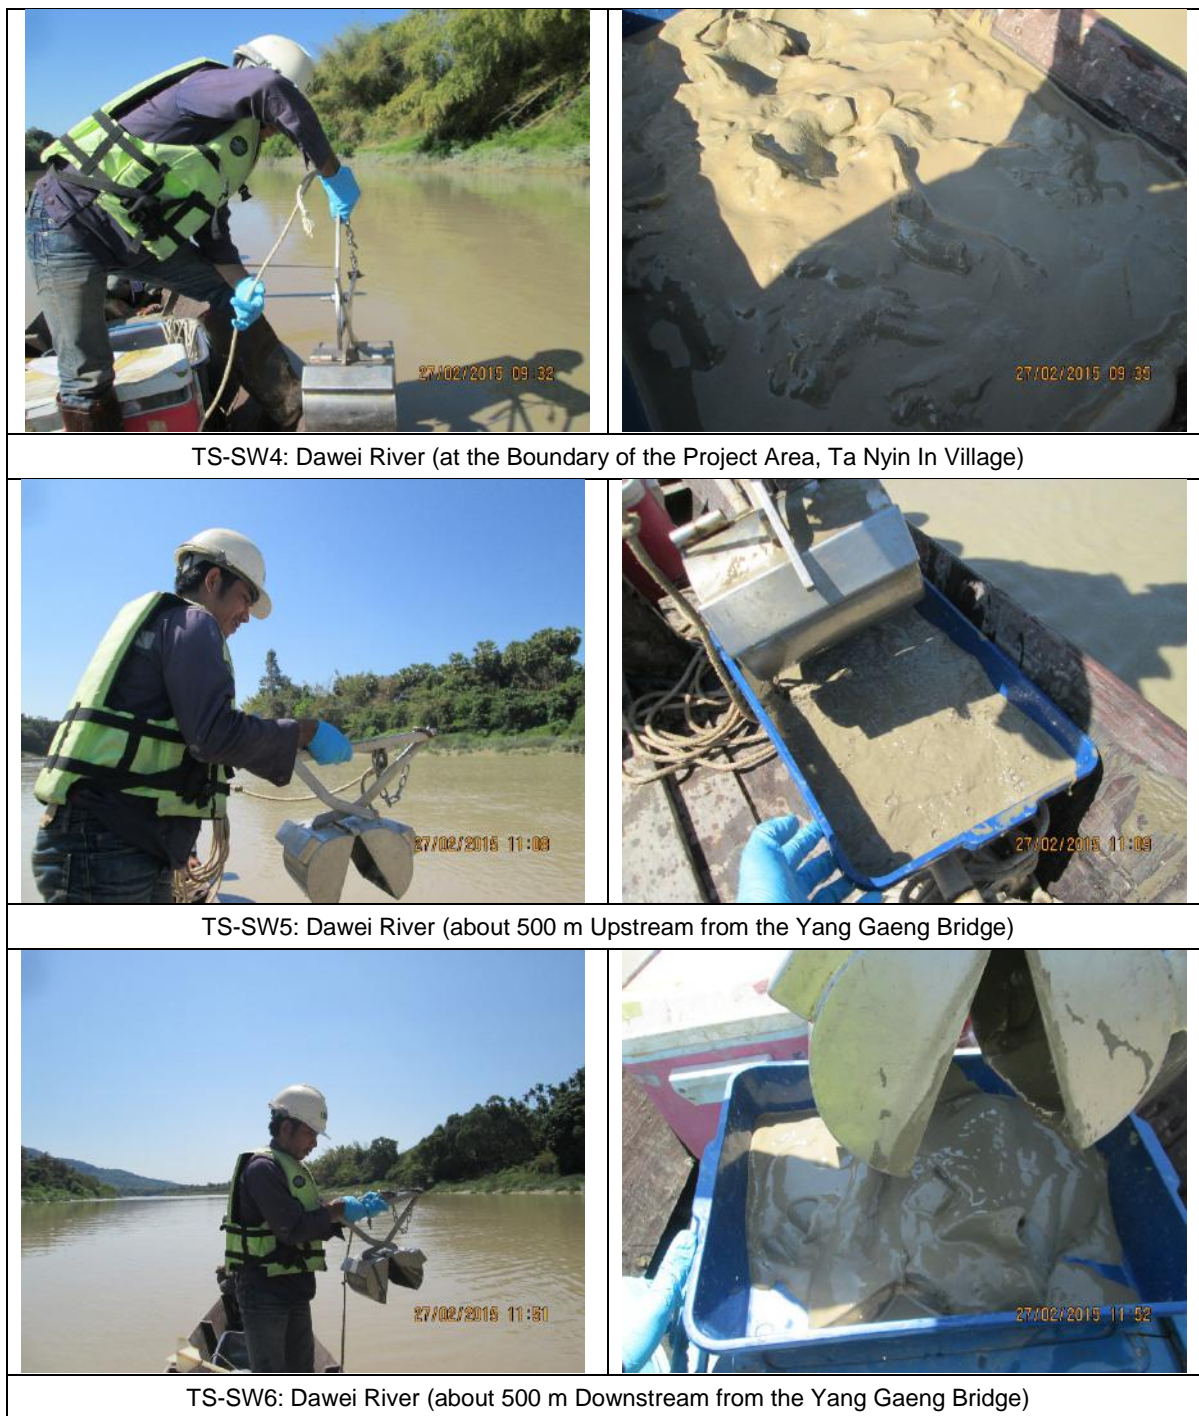 27/02/2015 09:32
27/02/2015 09:35
TS-SW4: Dawei River (at the Boundary of the Project Area, Ta Nyin In Village)
27/02/2015 11:08
27/02/2015 11:09
TS-SW5: Dawei River (about 500 m Upstream from the Yang Gaeng Bridge)
27/02/2015 11:51
27/02/2015 11:52
TS-SW6: Dawei River (about 500 m Downstream from the Yang Gaeng Bridge)